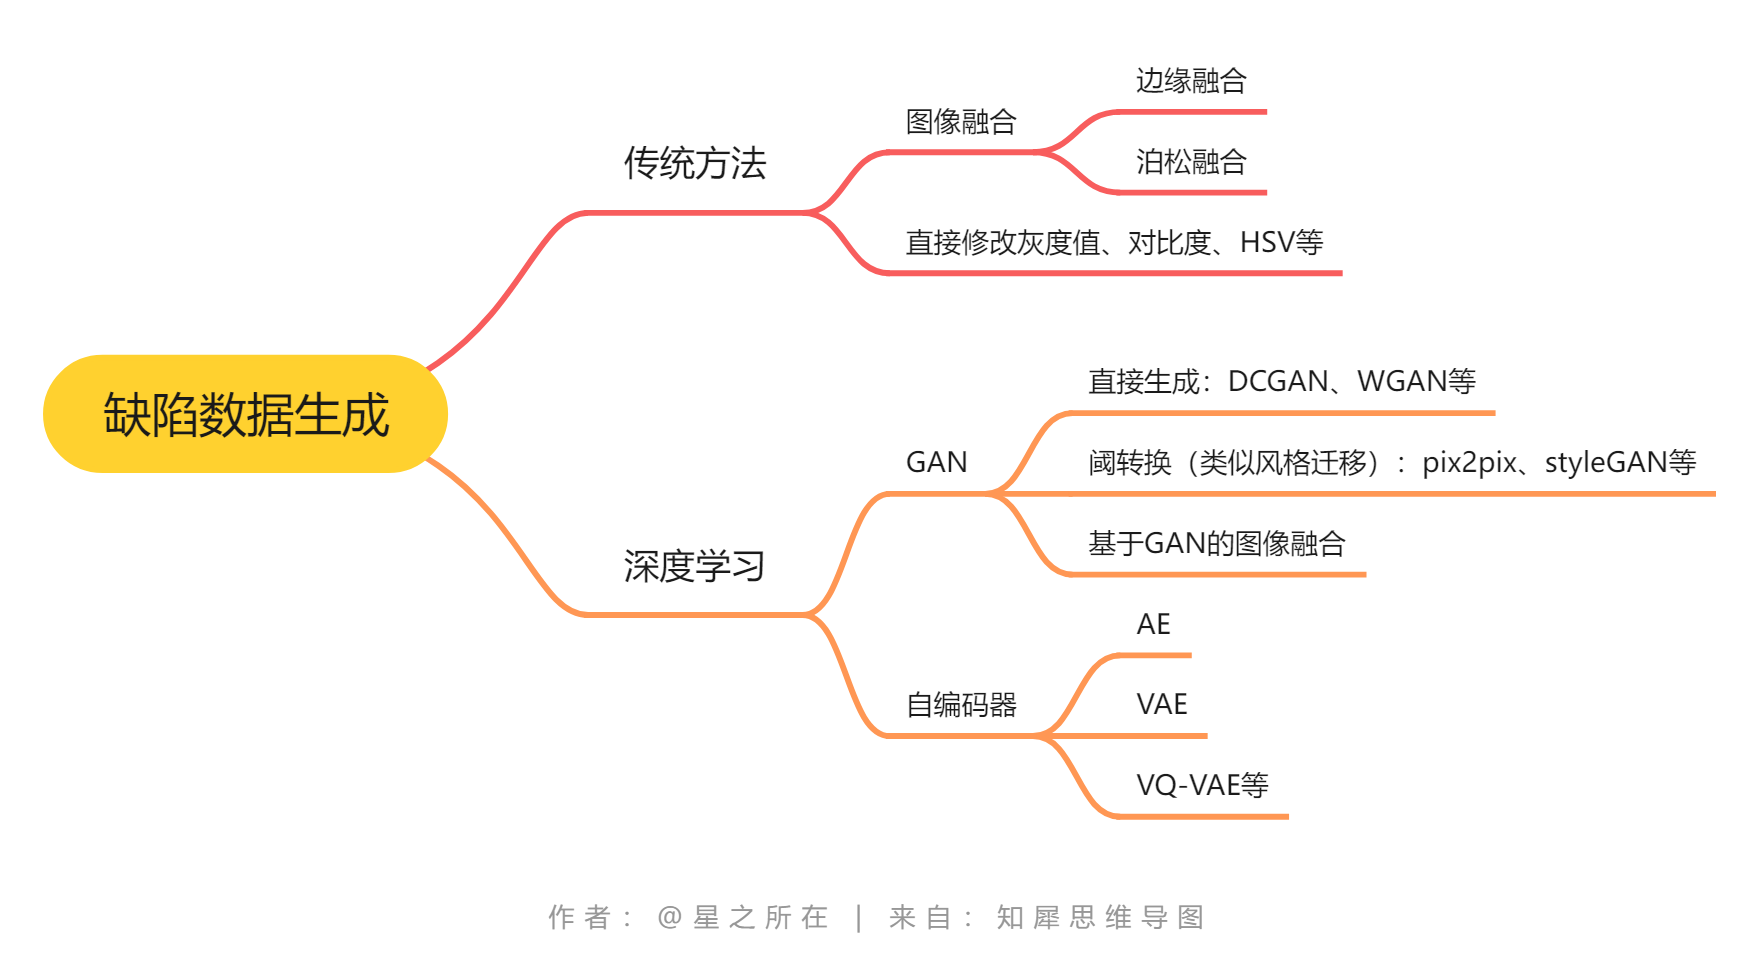 缺陷数据生成
传统方法
图像融合
边缘融合
泊松融合
直接修改灰度值、对比度、HSV等
深度学习
GAN
直接生成：DCGAN、WGAN等
阈转换（类似风格迁移）：pix2pix、styleGAN等
基于GAN的图像融合
自编码器
AE
VAE
VQ-VAE等
作者：@星之所在 | 来自：知犀思维导图